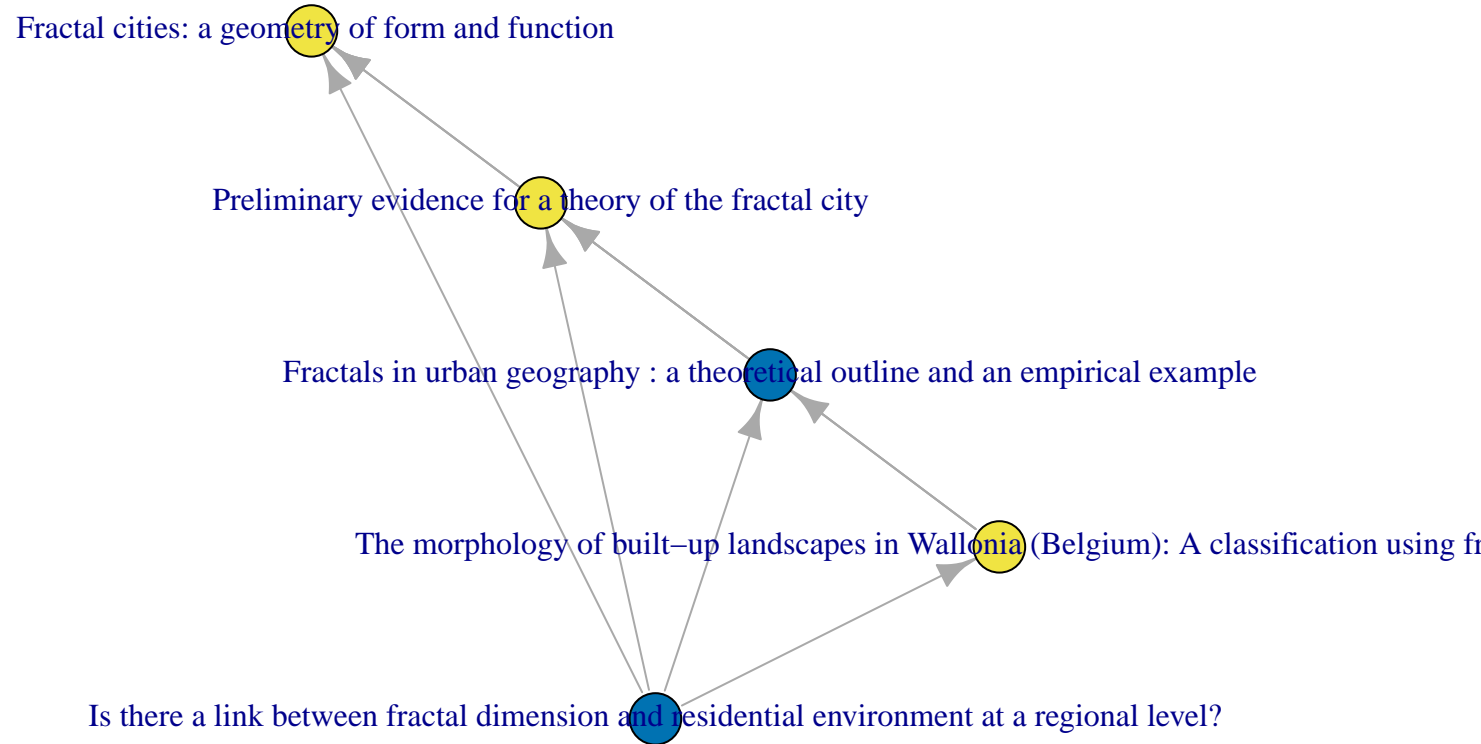 Fractal cities: a geometry of form and function
Preliminary evidence for a theory of the fractal city
Fractals in urban geography : a theoretical outline and an empirical example
The morphology of built−up landscapes in Wallonia (Belgium): A classification using
Is there a link between fractal dimension and residential environment at a regional level?